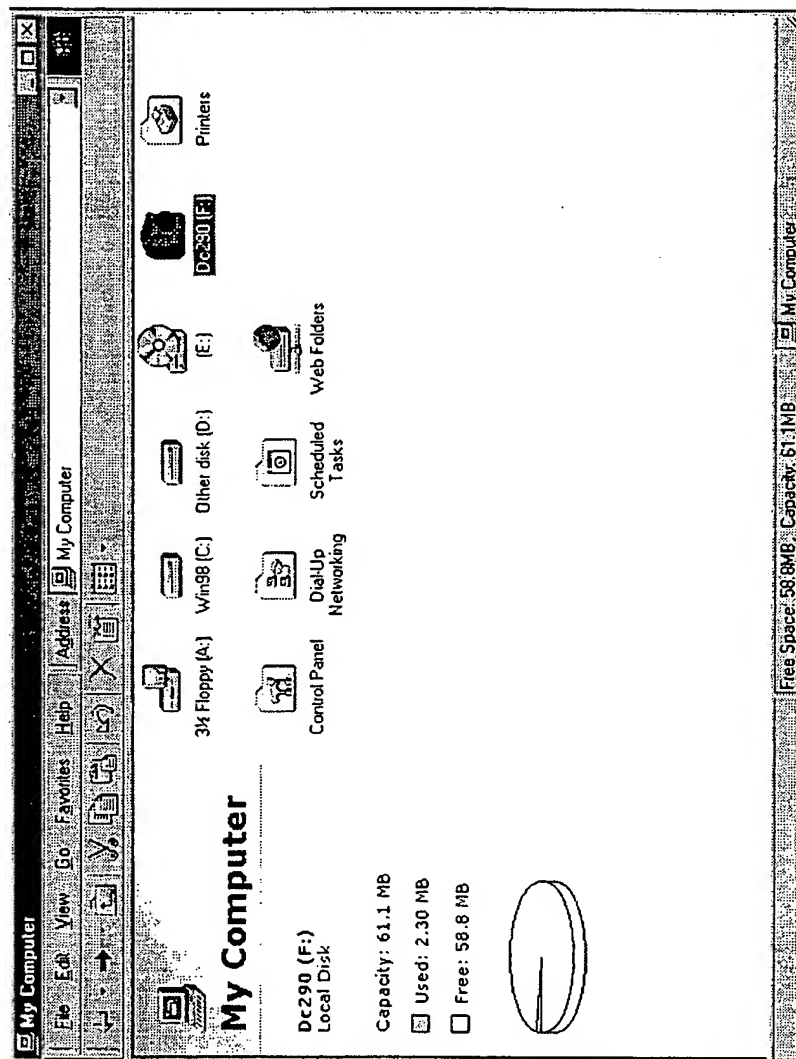 My Computer
File Edit View Go Favorites Help Address My Computer
3½ Floppy (A:) Win98 (C:) Other disk (D:) (E:) Dc290 (F:) Printers
My Computer
Control Panel Dial-Up Networking Scheduled Tasks Web Folders
Dc290 (F:)
Local Disk
Capacity: 61.1 MB
Used: 2.30 MB
Free: 58.8 MB
Free Space: 58.8MB, Capacity: 61.1MB My Computer